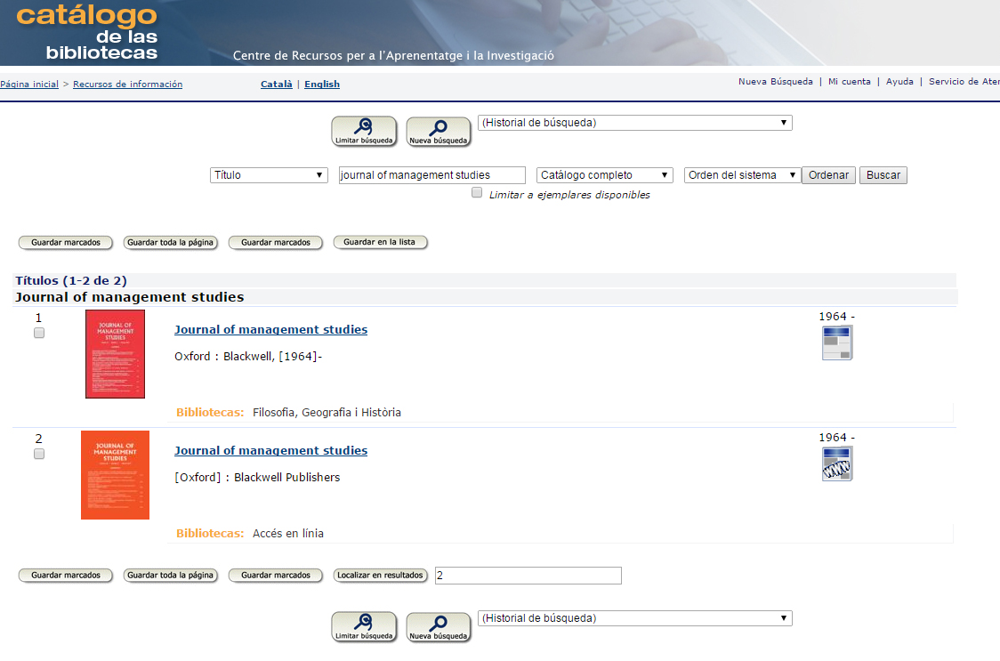 catálogo
de las
bibliotecas
Centre de Recursos per a l'Aprenentatge i la Investigació
Página inicial > Recursos de información
Català | English
Nueva Búsqueda | Mi cuenta | Ayuda | Servicio de Ater
Limitar búsqueda
Nueva búsqueda
(Historial de búsqueda)
Título
journal of management studies
Catálogo completo
Orden del sistema
Ordenar
Buscar
Limitar a ejemplares disponibles
Guardar marcados
Guardar toda la página
Guardar marcados
Guardar en la lista
Títulos (1-2 de 2)
Journal of management studies
1
JOURNAL OF
MANAGEMENT
STUDIES
Journal of management studies
1964 -
Oxford : Blackwell, [1964]-
Bibliotecas: Filosofia, Geografia i Història
2
JOURNAL OF
MANAGEMENT
STUDIES
Journal of management studies
1964 -
WWW
[Oxford] : Blackwell Publishers
Bibliotecas: Accés en línia
Guardar marcados
Guardar toda la página
Guardar marcados
Localizar en resultados
2
Limitar búsqueda
Nueva búsqueda
(Historial de búsqueda)